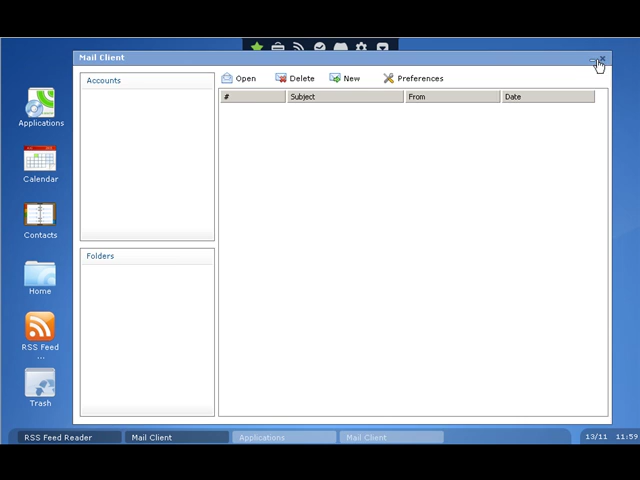 Mail Client
Accounts
Open Delete New Preferences
# Subject From Date
Folders
Applications
Calendar
Contacts
Home
RSS Feed
...
Trash
RSS Feed Reader Mail Client Applications Mail Client 13/11 11:59